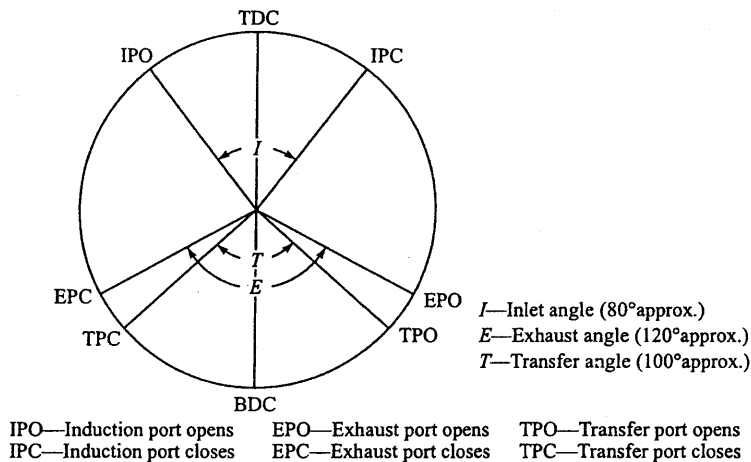 TDC
IPO
IPC
I
T
E
EPC
EPO
TPC
TPO
BDC
I—Inlet angle (80°approx.)
E—Exhaust angle (120°approx.)
T—Transfer angle (100°approx.)
IPO—Induction port opens EPO—Exhaust port opens TPO—Transfer port opens
IPC—Induction port closes EPC—Exhaust port closes TPC—Transfer port closes